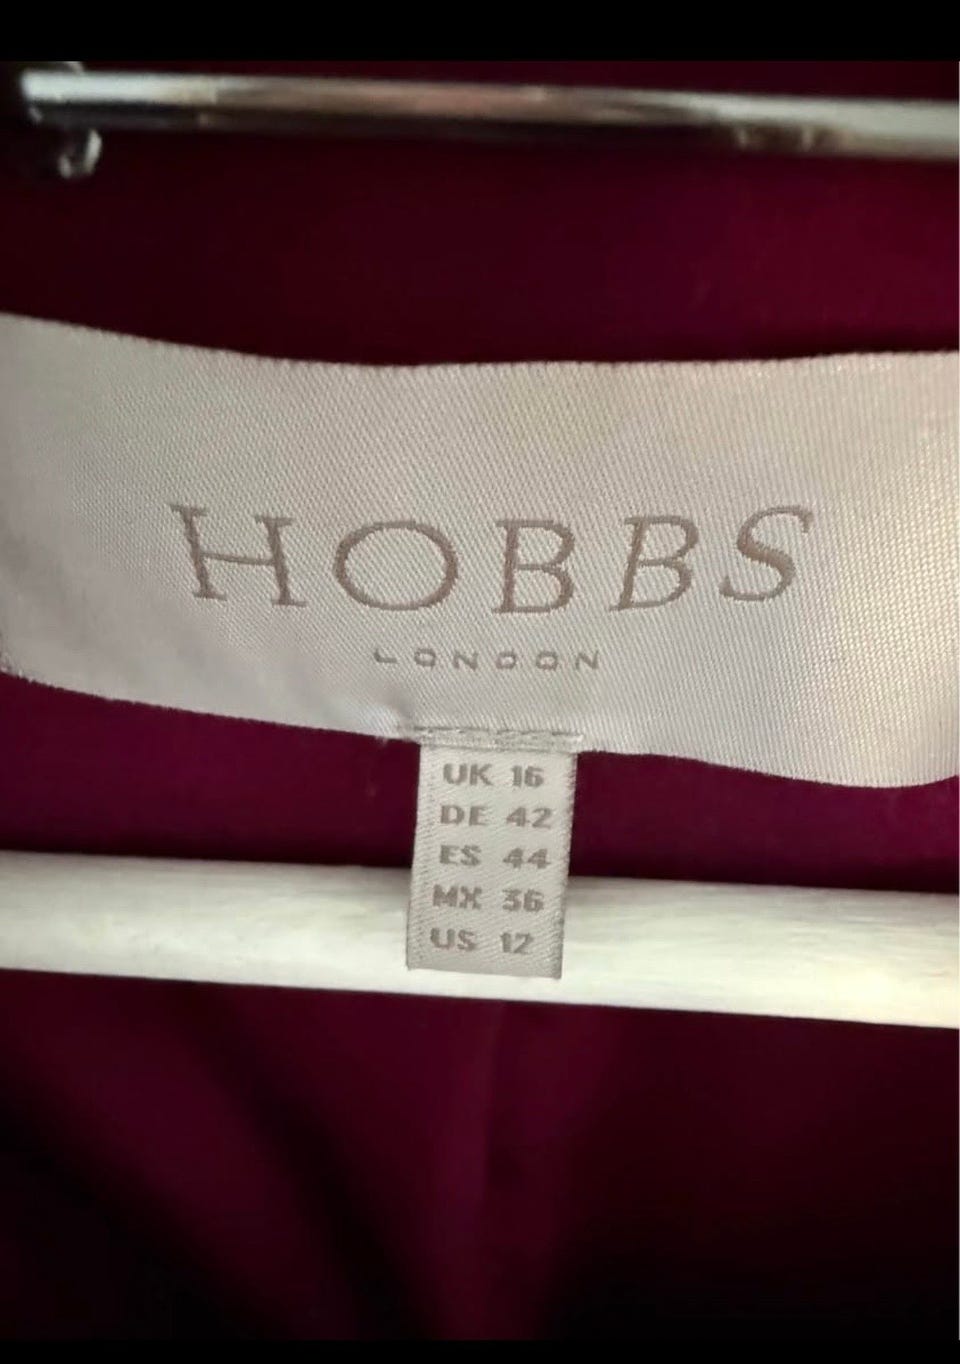 HOBBS
LONDON
UK 16
DE 42
ES 44
MX 36
US 12